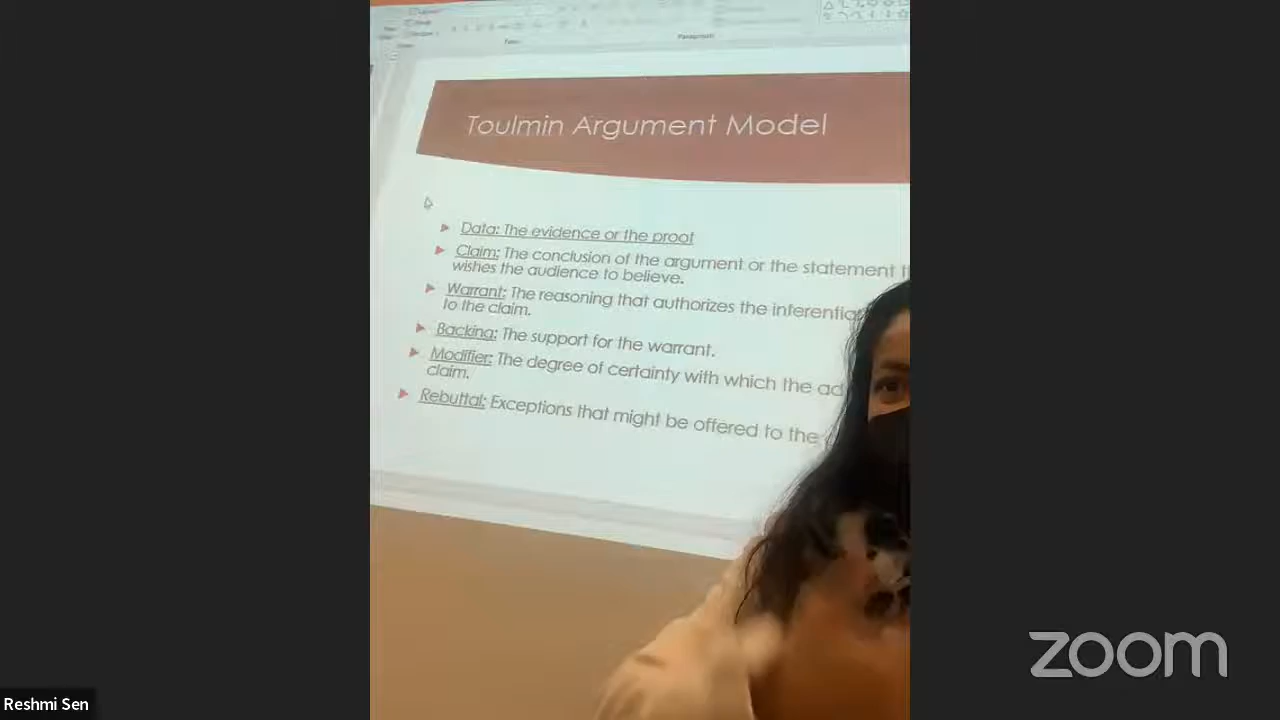 Paragraph
Toulmin Argument Model
Data: The evidence or the proof
Claim: The conclusion of the argument or the statement
wishes the audience to believe.
Warrant: The reasoning that authorizes the
to the claim.
Backing: The support for the warrant.
Modifier: The degree of certainty with which the
claim.
Rebuttal: Exceptions that might be offered to the
zoom
Reshmi Sen